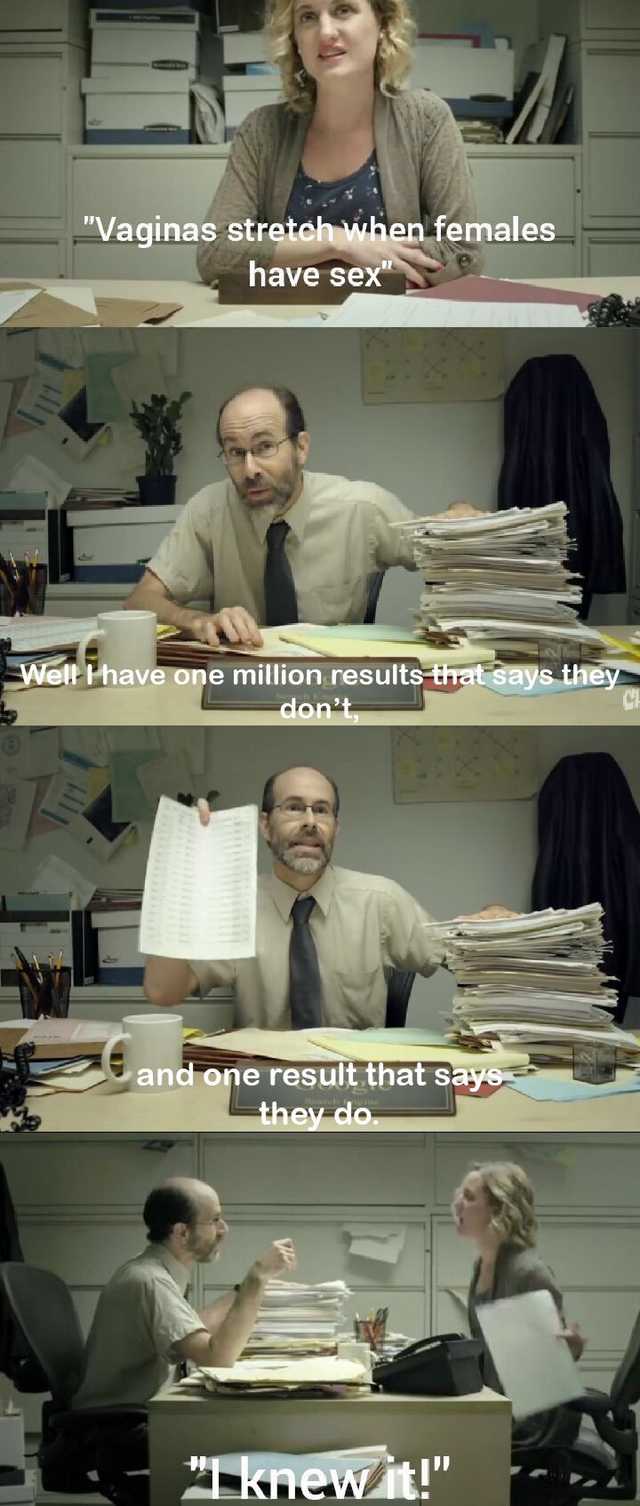 "Vaginas stretch when females
have sex"
Well I have one million results that says they
don't,
and one result that says
they do.
"I knew it!"